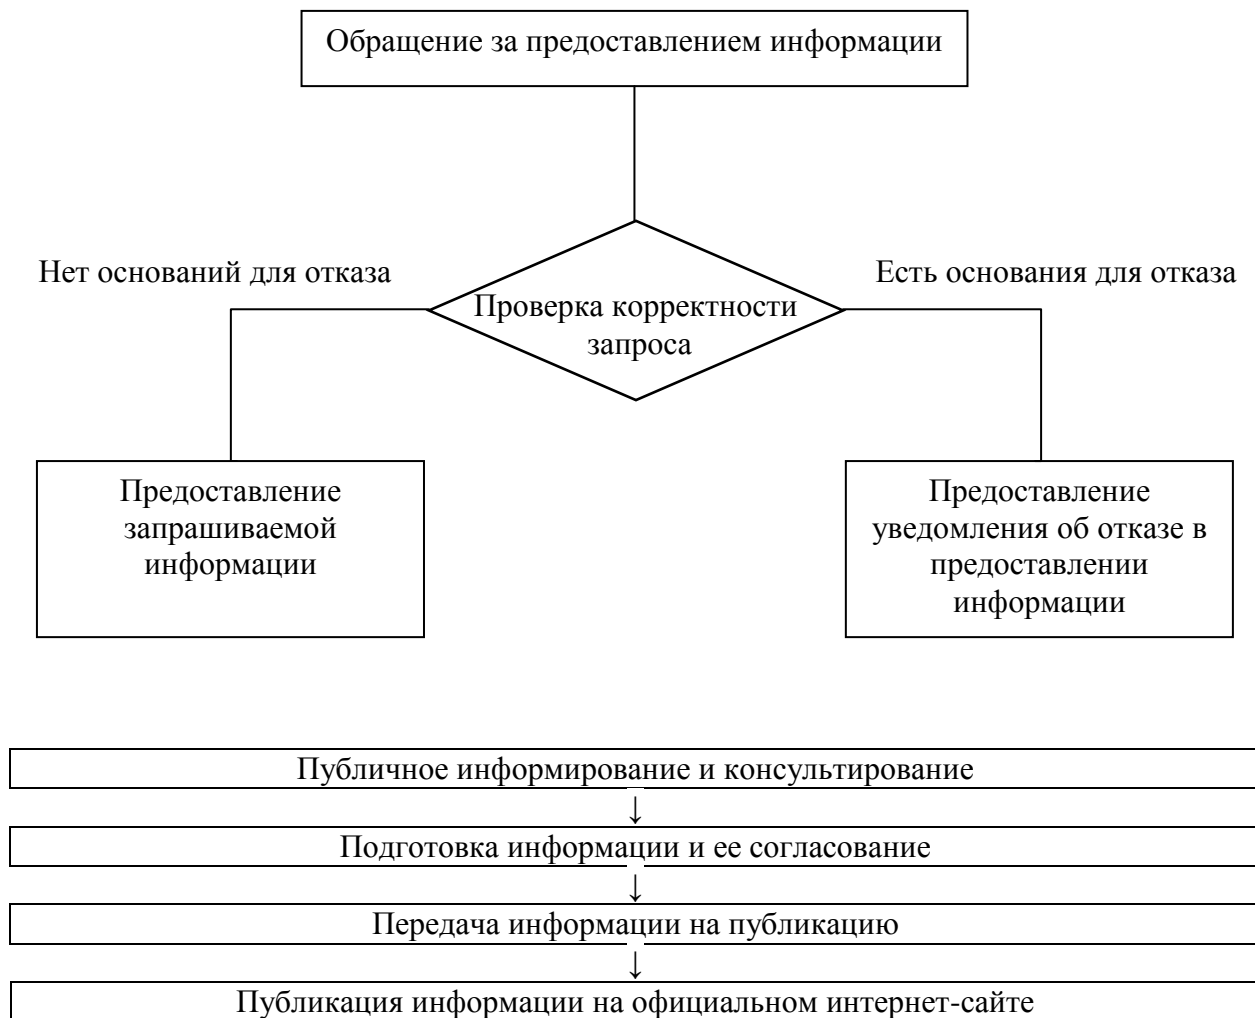 Обращение за предоставлением информации
Нет оснований для отказа
Есть основания для отказа
Проверка корректности
запроса
Предоставление
запрашиваемой
информации
Предоставление
уведомления об отказе в
предоставлении
информации
Публичное информирование и консультирование
↓
Подготовка информации и ее согласование
↓
Передача информации на публикацию
↓
Публикация информации на официальном интернет-сайте